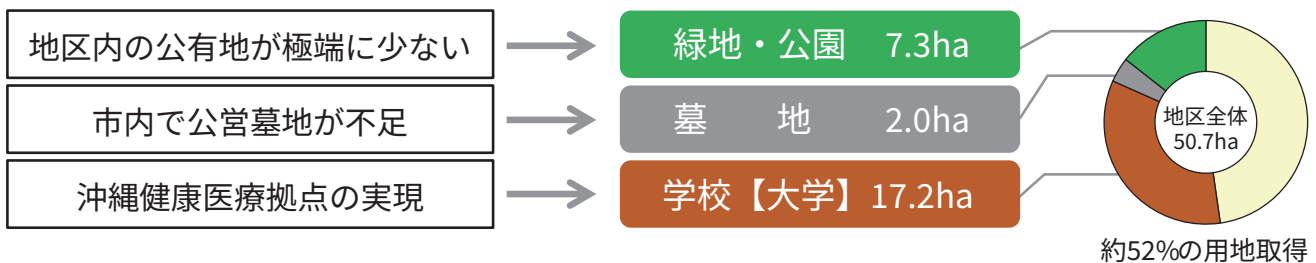 地区内の公有地が極端に少ない
緑地・公園 7.3ha
市内で公営墓地が不足
墓 地 2.0ha
沖縄健康医療拠点の実現
学校【大学】17.2ha
地区全体
50.7ha
約52%の用地取得